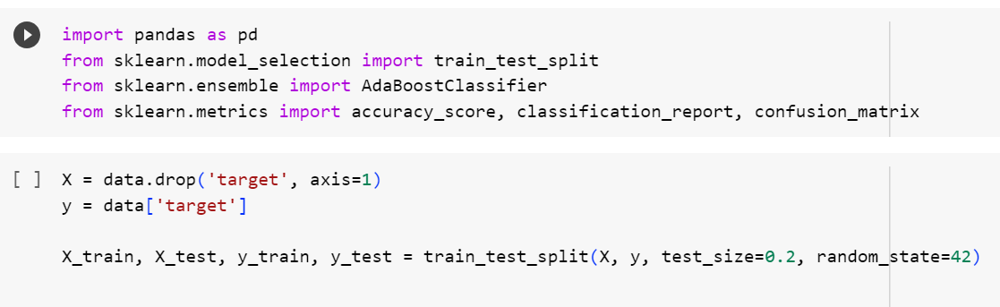 import pandas as pd
from sklearn.model_selection import train_test_split
from sklearn.ensemble import AdaBoostClassifier
from sklearn.metrics import accuracy_score, classification_report, confusion_matrix
[ ] X = data.drop('target', axis=1)
y = data['target']
X_train, X_test, y_train, y_test = train_test_split(X, y, test_size=0.2, random_state=42)